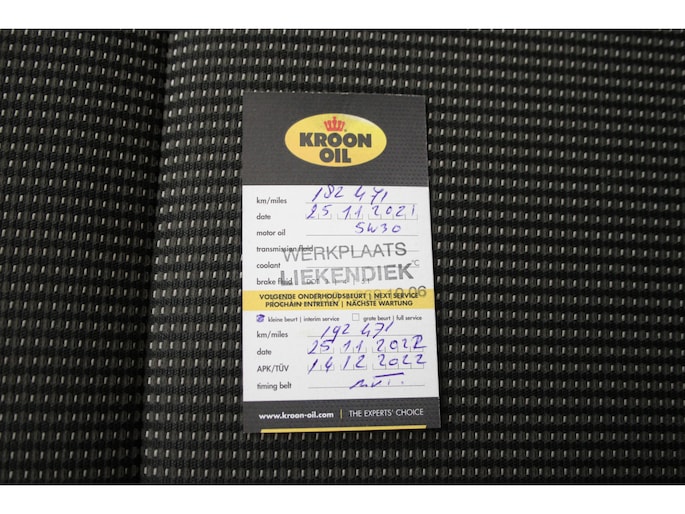 KROON
OIL
km/miles 182 471
date 25 11 2021
motor oil 5W30
transmission fluid
WERKPLAATS
coolant °C
LIEKENDIEK
brake fluid
VOLGENDE ONDERHOUDSBEURT | NEXT SERVICE
PROCHAIN ENTRETIEN | NÄCHSTE WARTUNG
kleine beurt | interim service grote beurt | full service
km/miles 192 471
date 25 11 2022
APK/TÜV 14 12 2022
timing belt
www.kroon-oil.com | THE EXPERTS' CHOICE